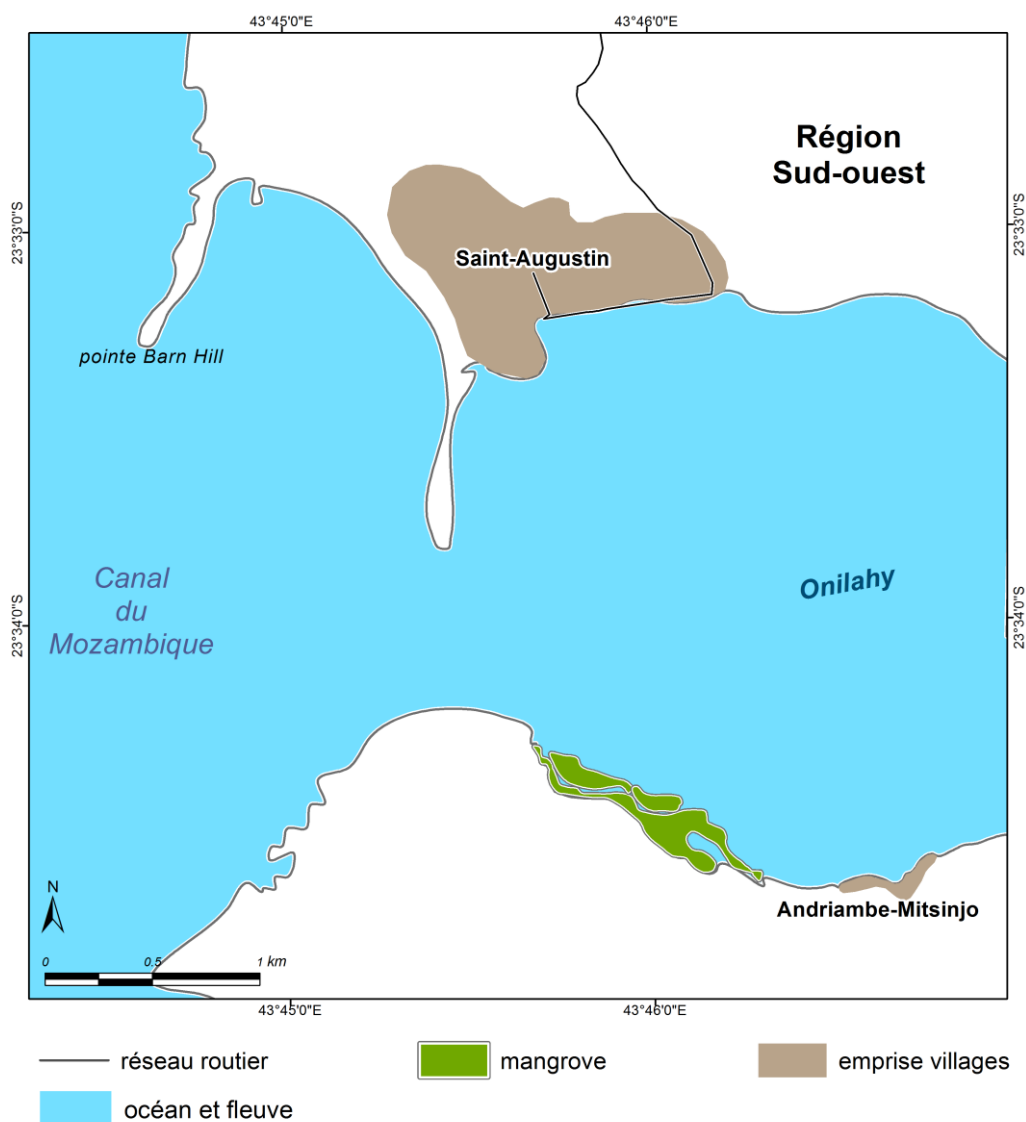 43°45'0"E
43°46'0"E
Région
Sud-ouest
23°33'0"S
23°33'0"S
Saint-Augustin
pointe Barn Hill
Canal
du
Mozambique
Onilahy
23°34'0"S
23°34'0"S
N
Andriambe-Mitsinjo
0
0.5
1 km
43°45'0"E
43°46'0"E
réseau routier
mangrove
emprise villages
océan et fleuve